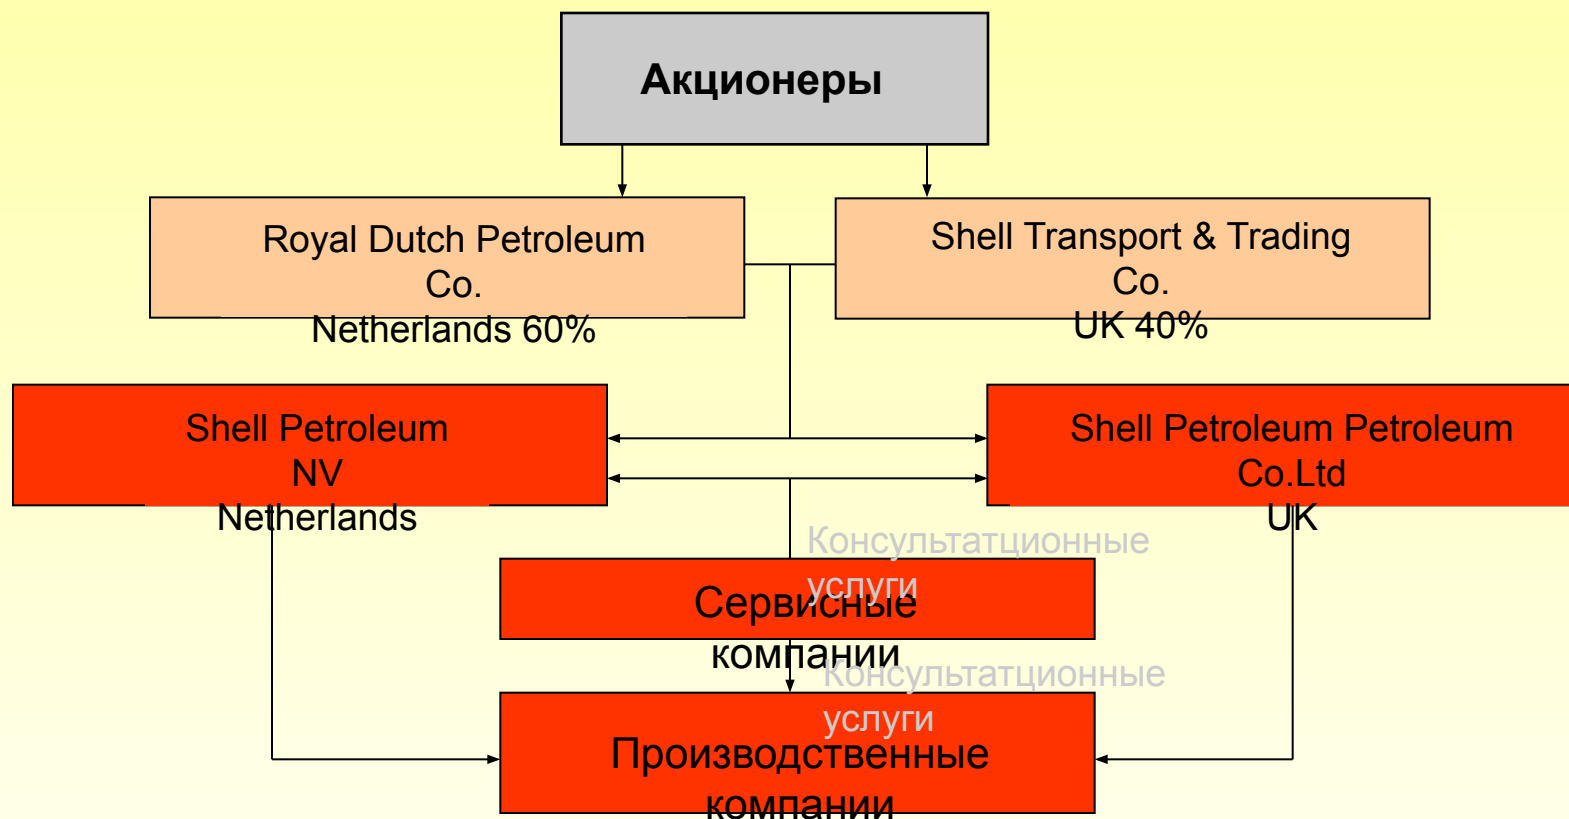 Акционеры
Royal Dutch Petroleum
Co.
Netherlands 60%
Shell Transport & Trading
Co.
UK 40%
Shell Petroleum
NV
Netherlands
Shell Petroleum Petroleum
Co.Ltd
UK
Консультатционные
услуги
Сервисные
компании
Консультатционные
услуги
Производственные
компании